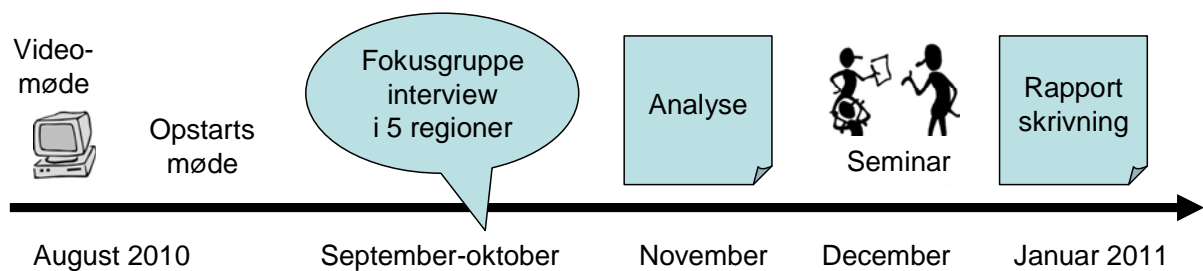 Video-
møde
Opstarts
møde
Fokusgruppe
interview
i 5 regioner
Analyse
Seminar
Rapport
skrivning
August 2010
September-oktober
November
December
Januar 2011